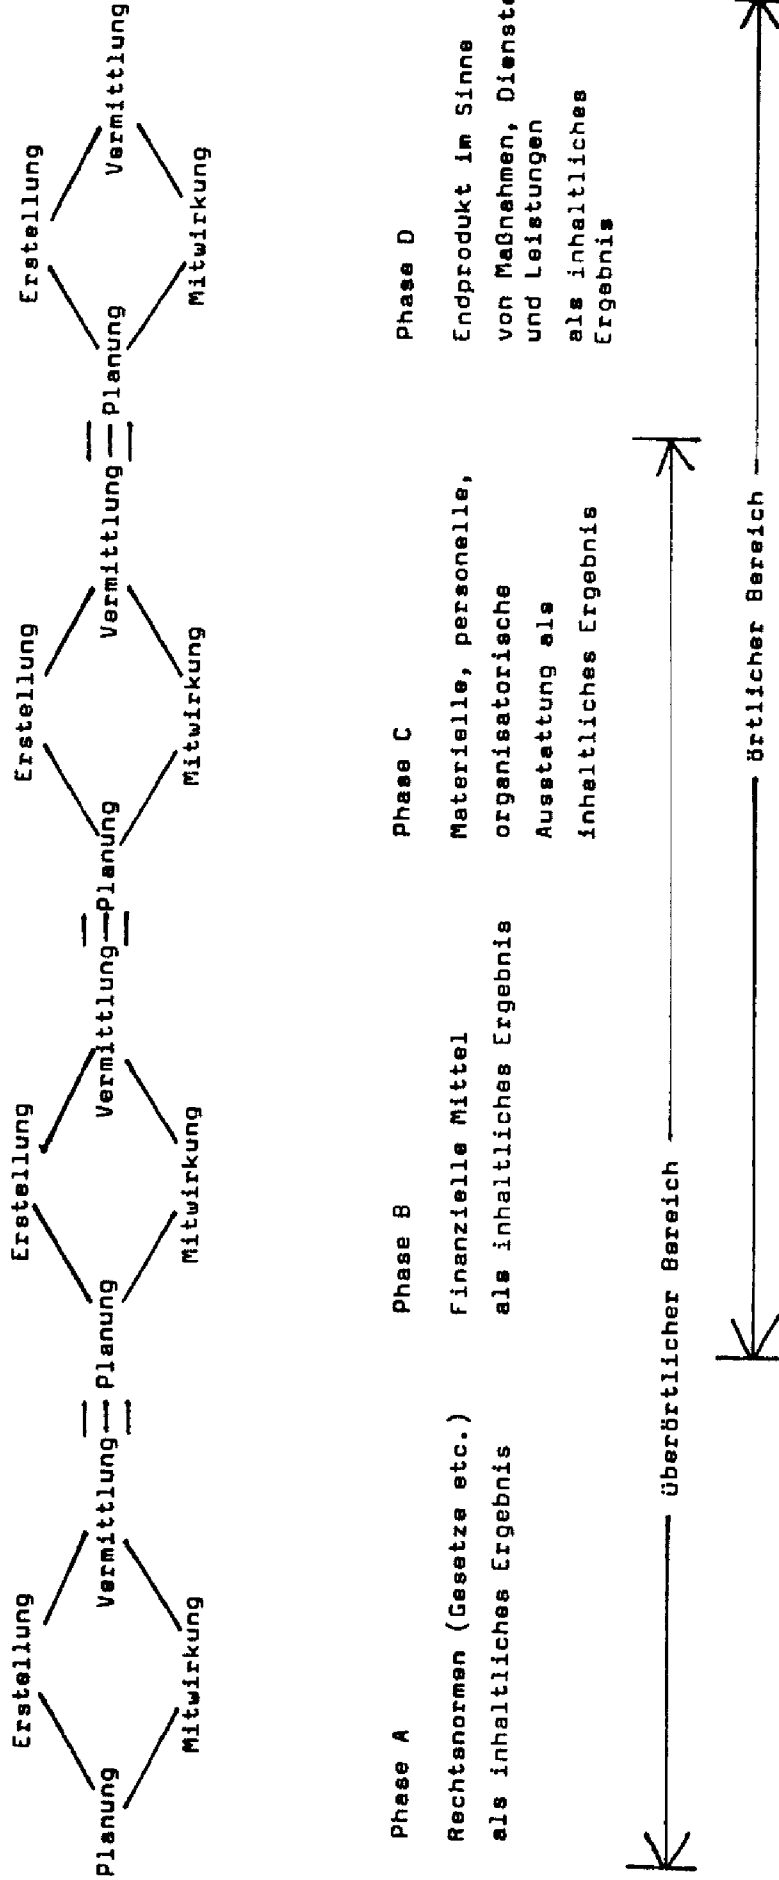 Erstellung Erstellung Erstellung Erstellung
Planung Vermittlung Planung Vermittlung Planung Vermittlung Planung Vermittlung
Mitwirkung Mitwirkung Mitwirkung Mitwirkung
Phase A
Rechtsnormen (Gesetze etc.)
als inhaltliches Ergebnis
Phase B
Finanzielle Mittel
als inhaltliches Ergebnis
Phase C
Materielle, personelle,
organisatorische
Ausstattung als
inhaltliches Ergebnis
Phase D
Endprodukt im Sinne
von Maßnahmen, Dienste
und Leistungen
als inhaltliches
Ergebnis
überörtlicher Bereich
örtlicher Bereich